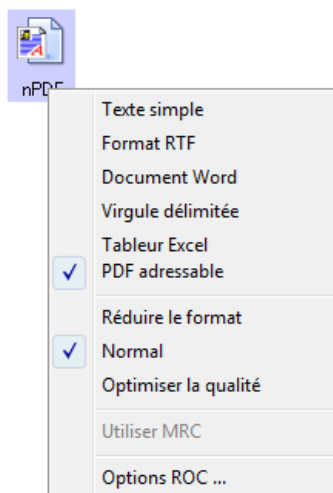 nPDF
Texte simple
Format RTF
Document Word
Virgule délimitée
Tableur Excel
PDF adressable
Réduire le format
Normal
Optimiser la qualité
Utiliser MRC
Options ROC ...